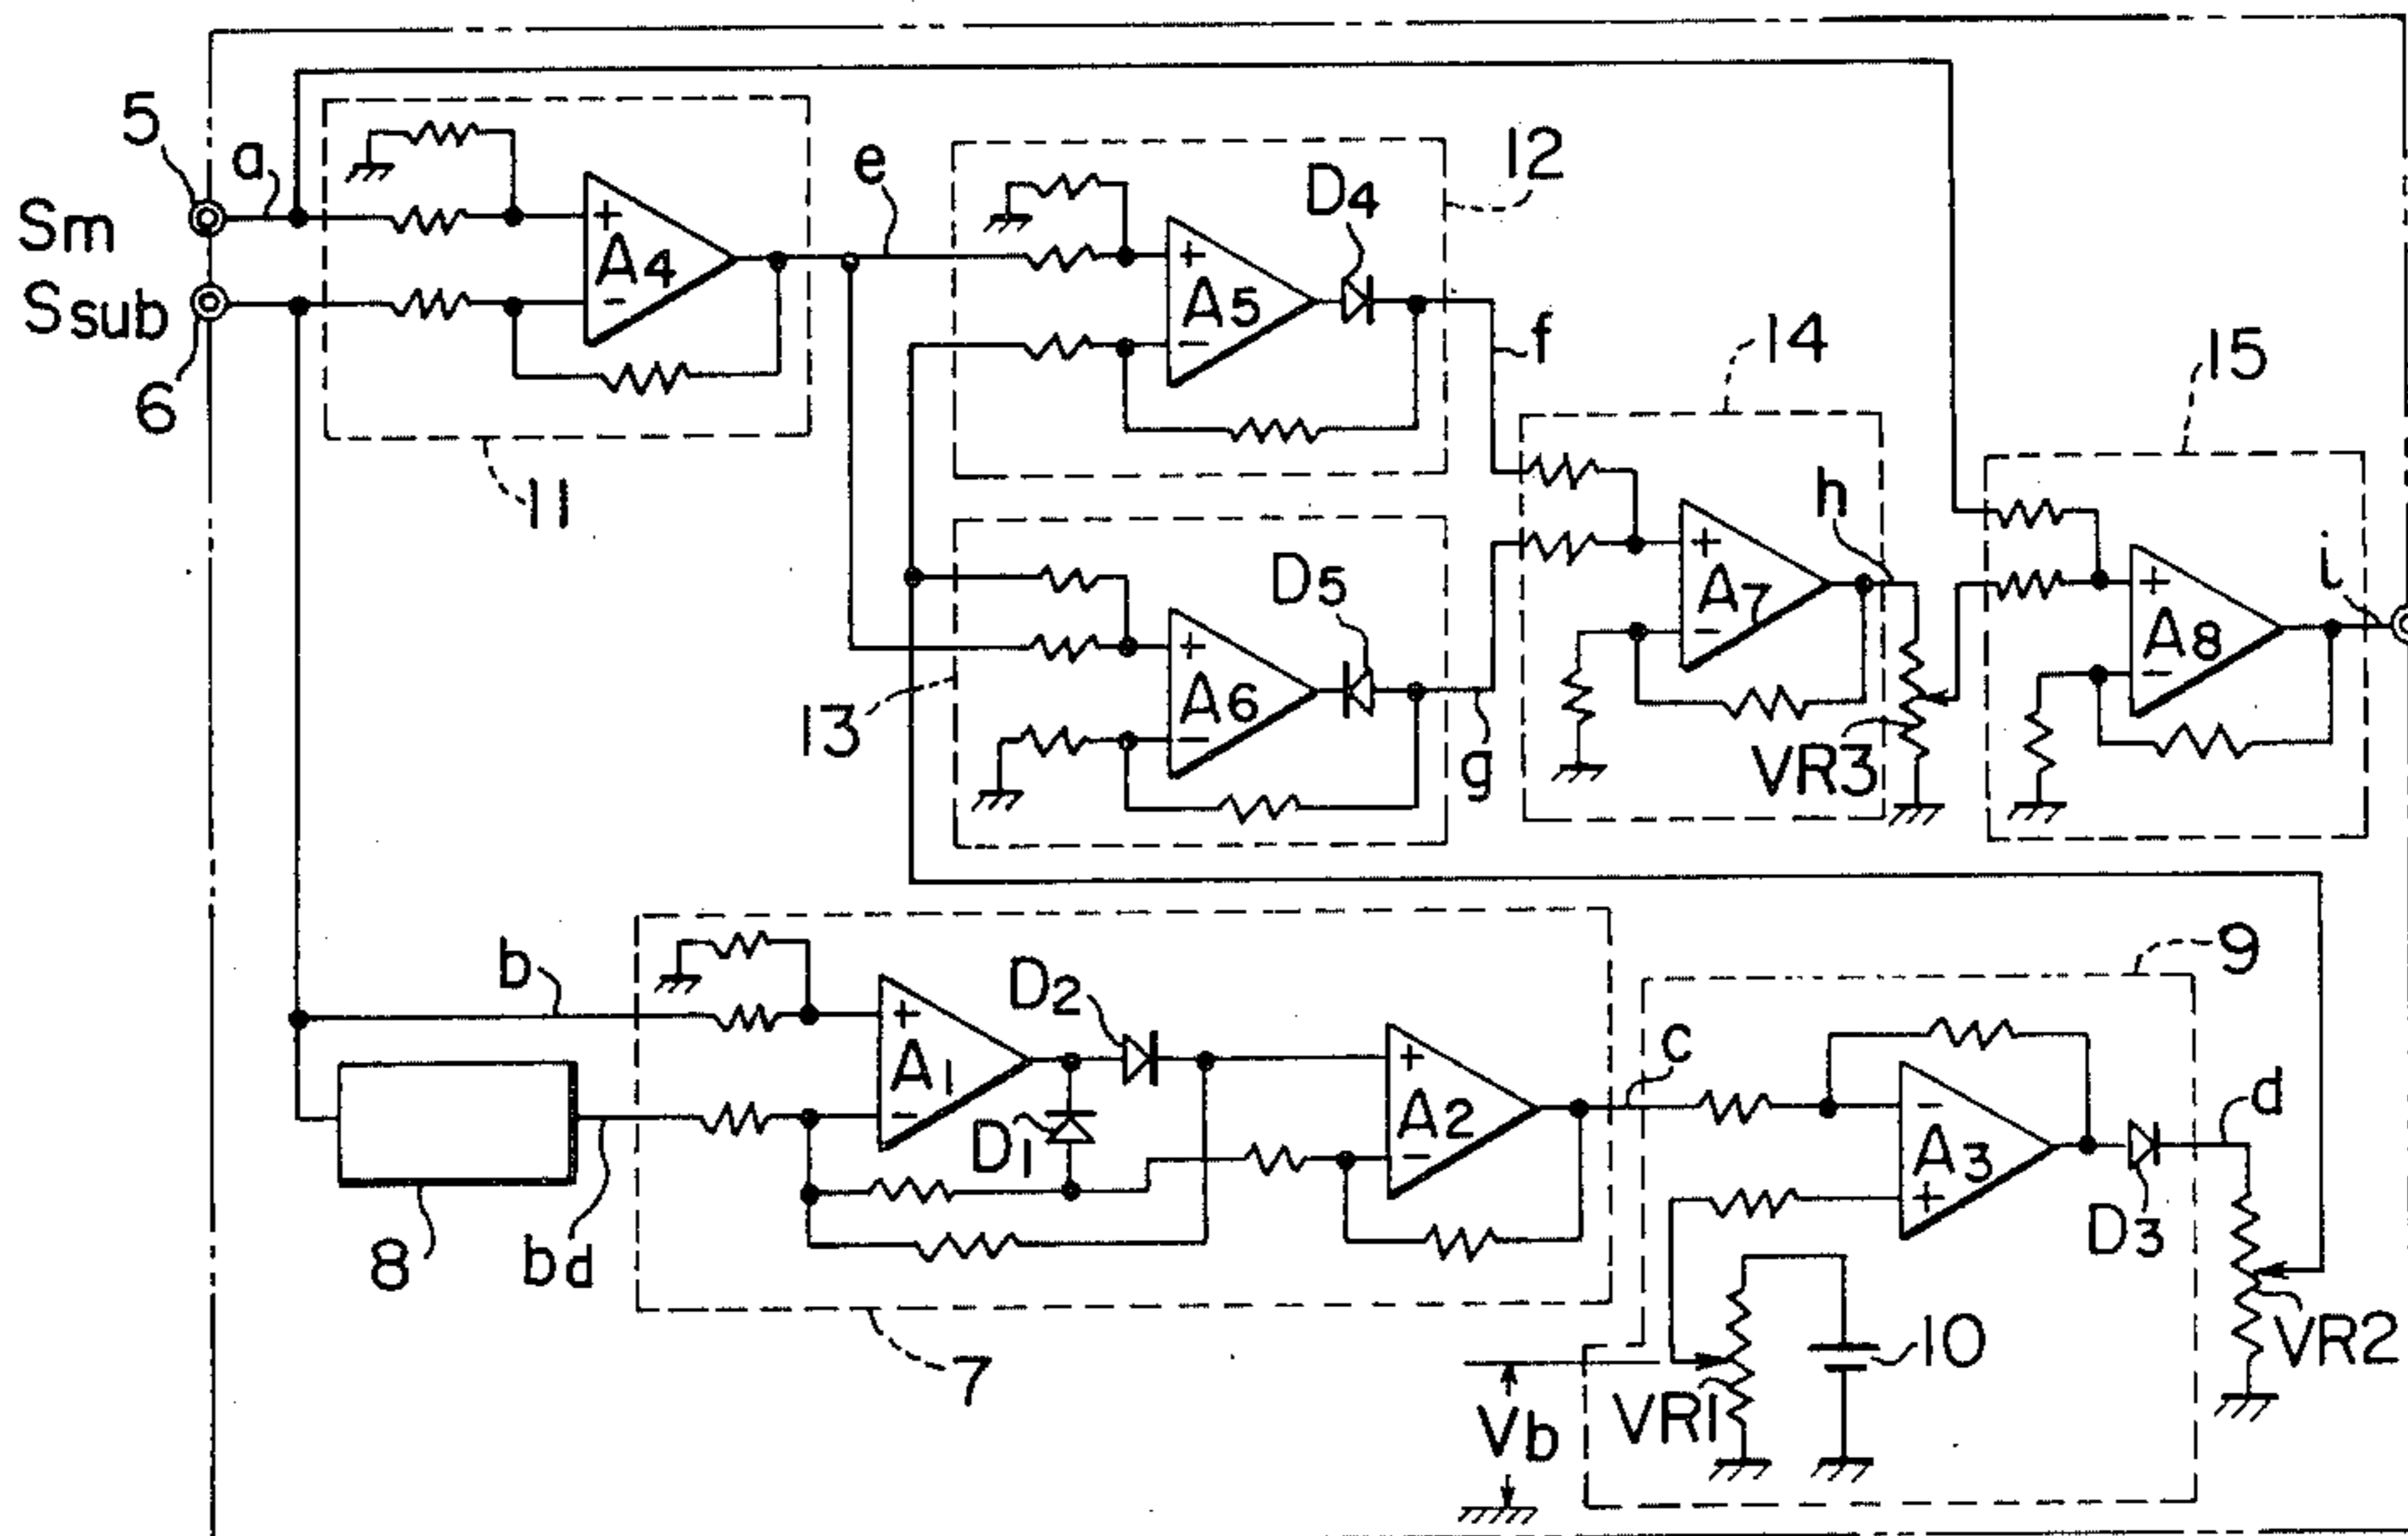 5
a
Sm
Ssub
6
+
A4
-
11
e
12
D4
+
A5
-
f
14
15
13
D5
+
A6
-
g
+
A7
-
h
VR3
+
A8
-
i
b
8
bd
+
A1
-
D2
D1
+
A2
-
7
c
9
-
A3
+
D3
d
VR2
VR1
10
Vb